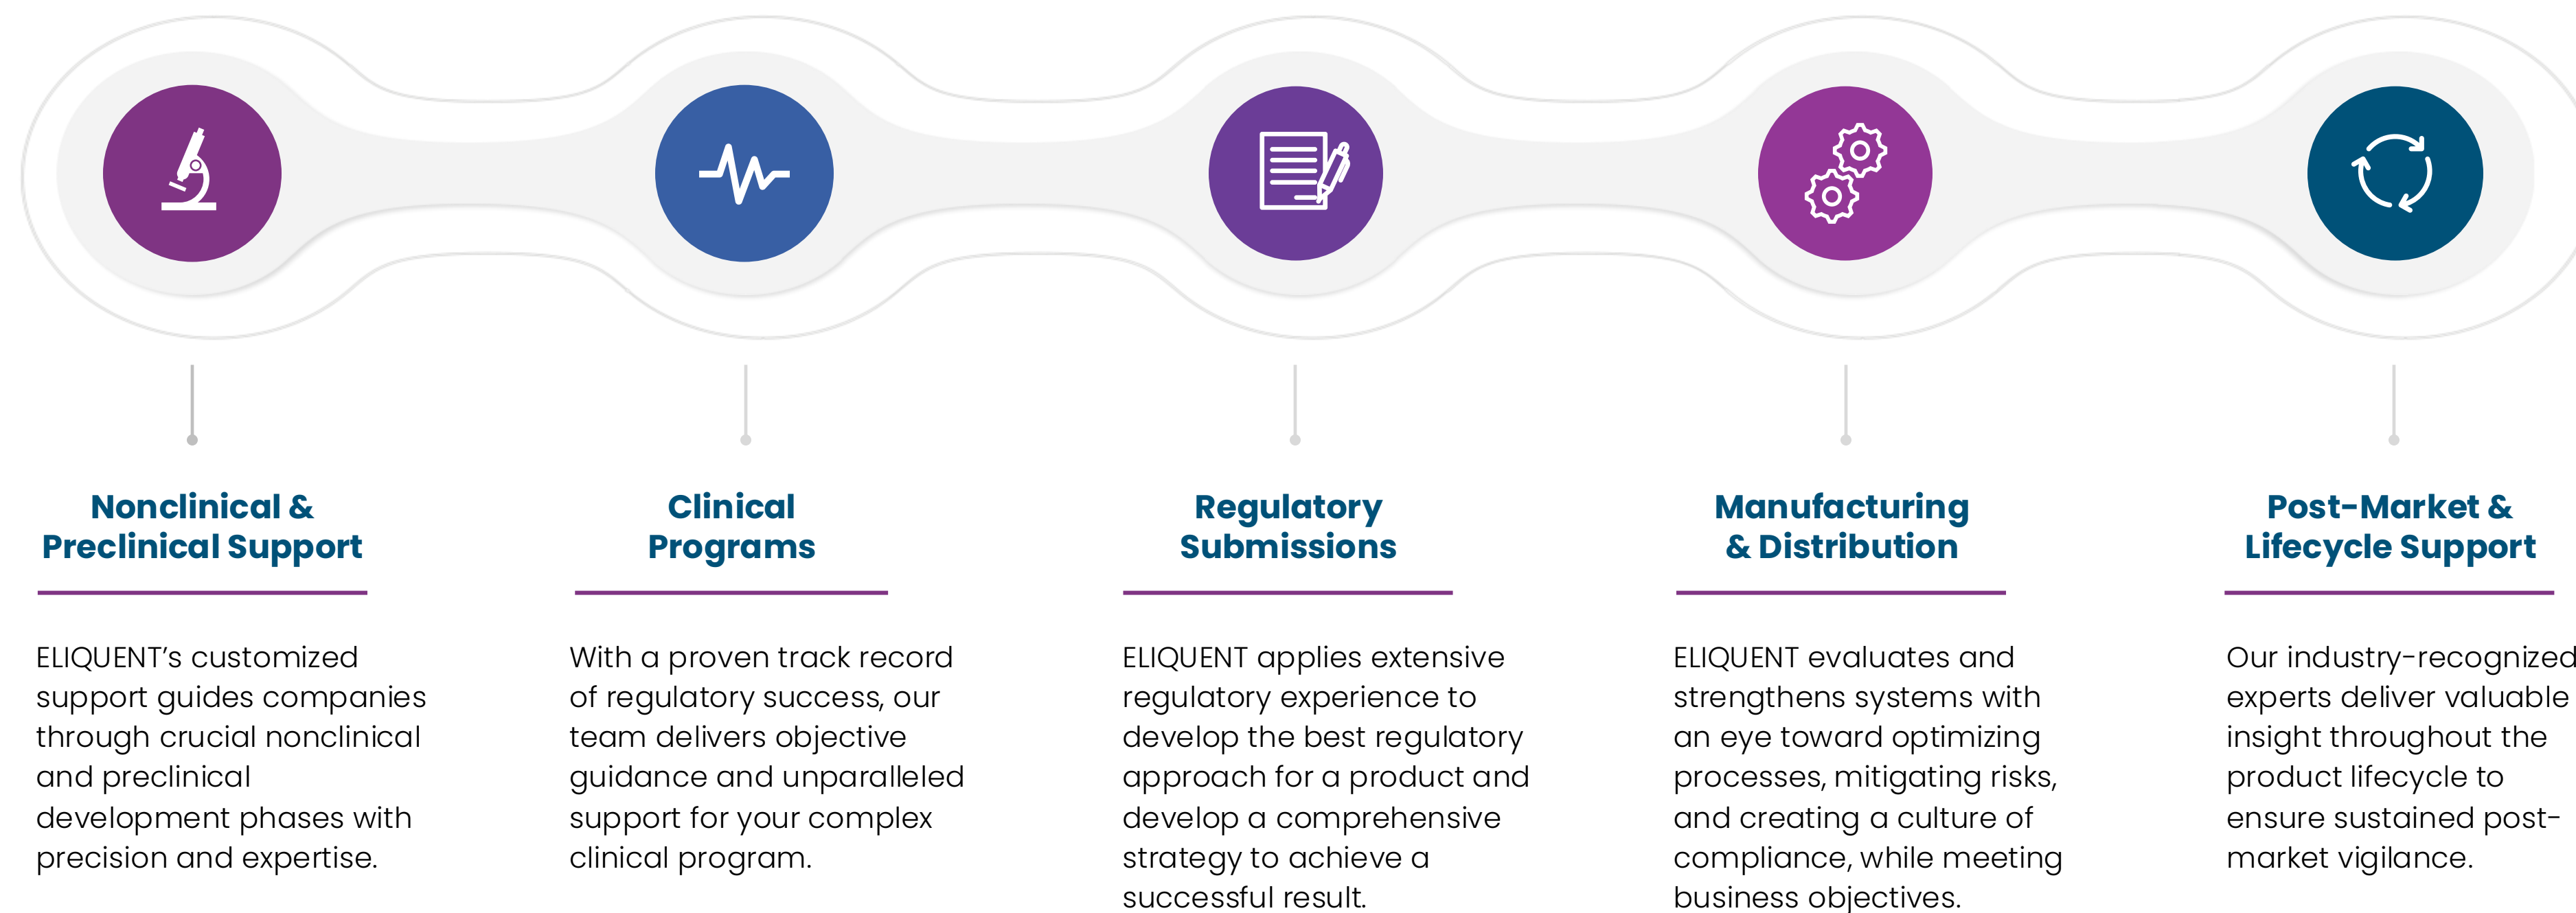 Nonclinical &
Preclinical Support
ELIQUENT’s customized
support guides companies
through crucial nonclinical
and preclinical
development phases with
precision and expertise.
Clinical
Programs
With a proven track record
of regulatory success, our
team delivers objective
guidance and unparalleled
support for your complex
clinical program.
Regulatory
Submissions
ELIQUENT applies extensive
regulatory experience to
develop the best regulatory
approach for a product and
develop a comprehensive
strategy to achieve a
successful result.
Manufacturing
& Distribution
ELIQUENT evaluates and
strengthens systems with
an eye toward optimizing
processes, mitigating risks,
and creating a culture of
compliance, while meeting
business objectives.
Post-Market &
Lifecycle Support
Our industry-recognized
experts deliver valuable
insight throughout the
product lifecycle to
ensure sustained post-
market vigilance.